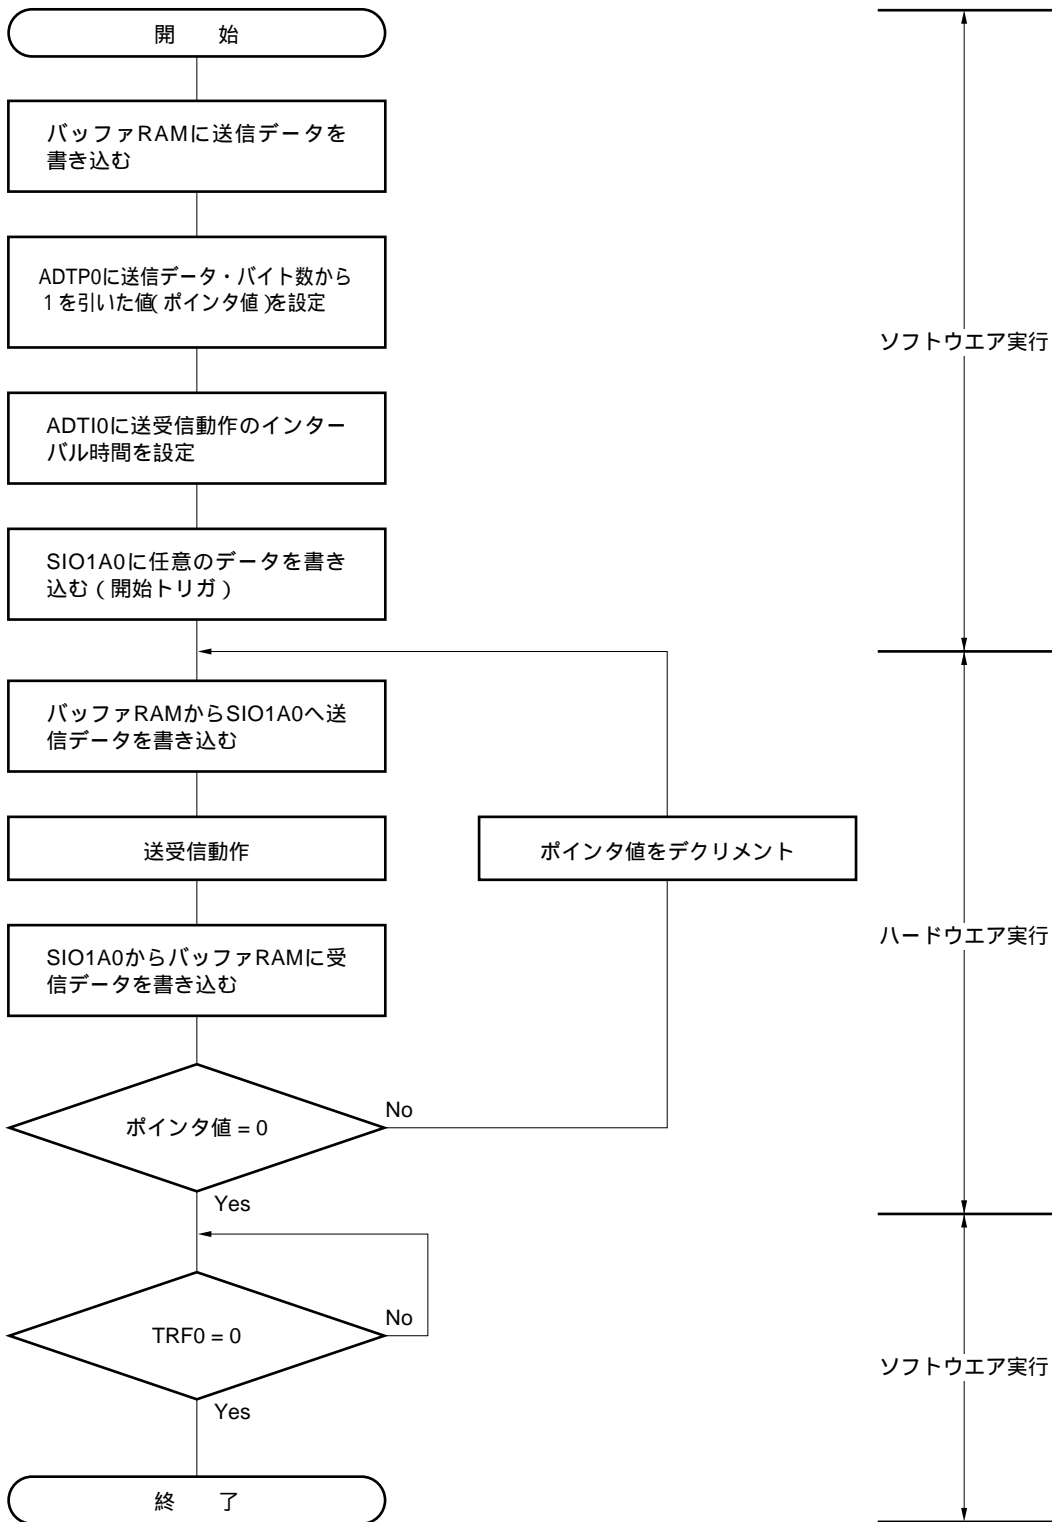 開　始
バッファRAMに送信データを
書き込む
ADTP0に送信データ・バイト数から
1を引いた値(ポインタ値)を設定
ソフトウエア実行
ADTI0に送受信動作のインター
バル時間を設定
SIO1A0に任意のデータを書き
込む(開始トリガ)
バッファRAMからSIO1A0へ送
信データを書き込む
送受信動作
ポインタ値をデクリメント
SIO1A0からバッファRAMに受
信データを書き込む
ハードウエア実行
ポインタ値 = 0
No
Yes
TRF0 = 0
No
Yes
ソフトウエア実行
終　了